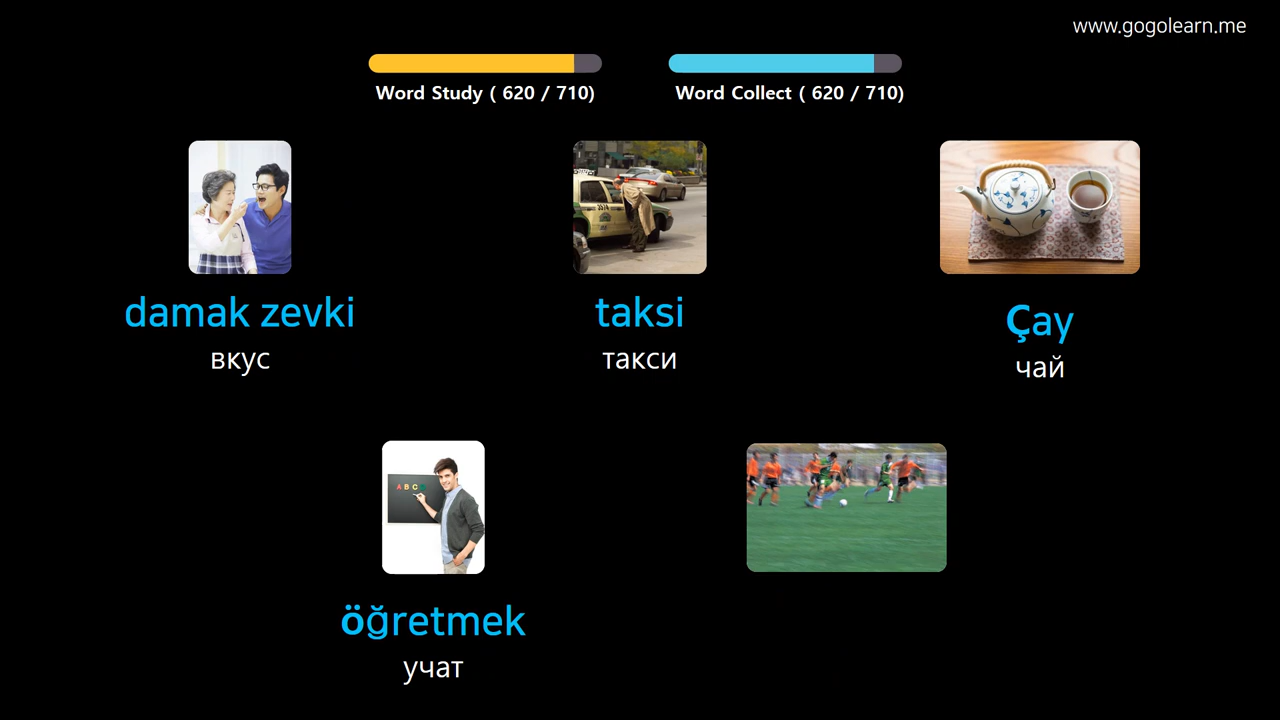 www.gogolearn.me
Word Study ( 620 / 710)
Word Collect ( 620 / 710)
damak zevki
вкус
taksi
такси
Çay
чай
A B C
öğretmek
учат